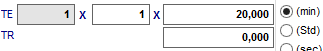 TE 1 X 1 X 20,000 (min)
TR 0,000 (Std)
(sec)